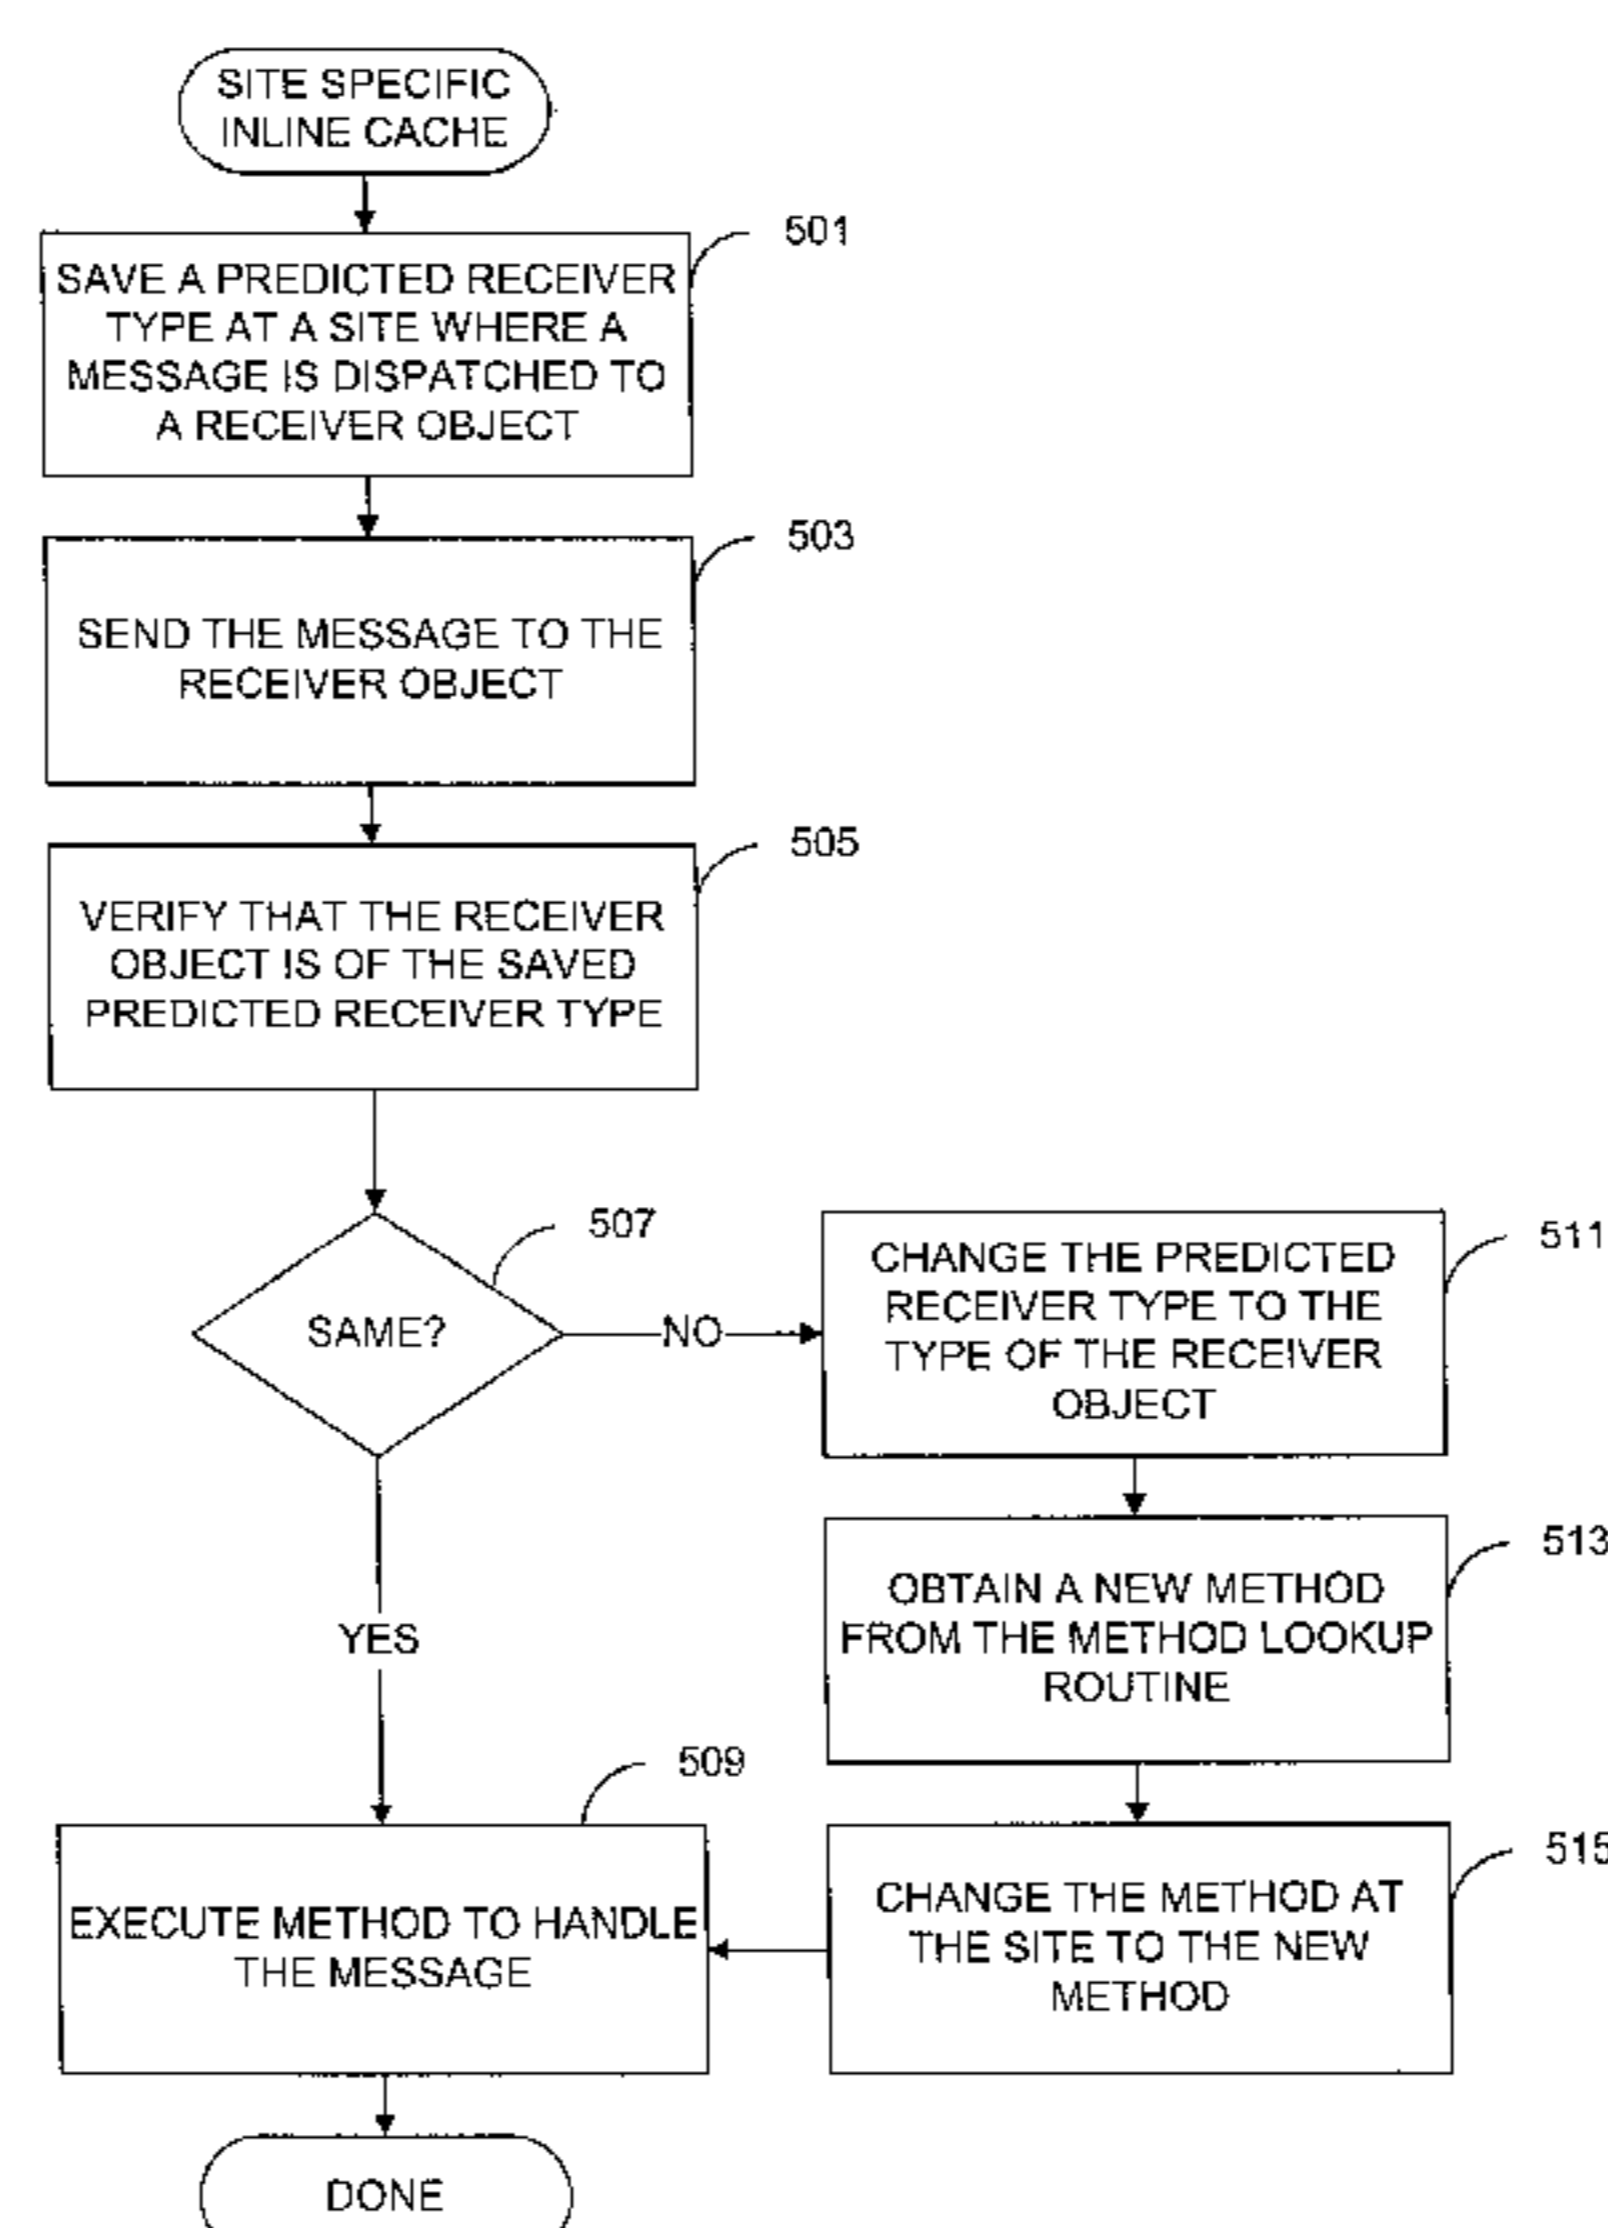 SITE SPECIFIC
INLINE CACHE
501
SAVE A PREDICTED RECEIVER
TYPE AT A SITE WHERE A
MESSAGE IS DISPATCHED TO
A RECEIVER OBJECT
503
SEND THE MESSAGE TO THE
RECEIVER OBJECT
505
VERIFY THAT THE RECEIVER
OBJECT IS OF THE SAVED
PREDICTED RECEIVER TYPE
507
SAME?
NO
511
CHANGE THE PREDICTED
RECEIVER TYPE TO THE
TYPE OF THE RECEIVER
OBJECT
513
OBTAIN A NEW METHOD
FROM THE METHOD LOOKUP
ROUTINE
YES
509
EXECUTE METHOD TO HANDLE
THE MESSAGE
515
CHANGE THE METHOD AT
THE SITE TO THE NEW
METHOD
DONE